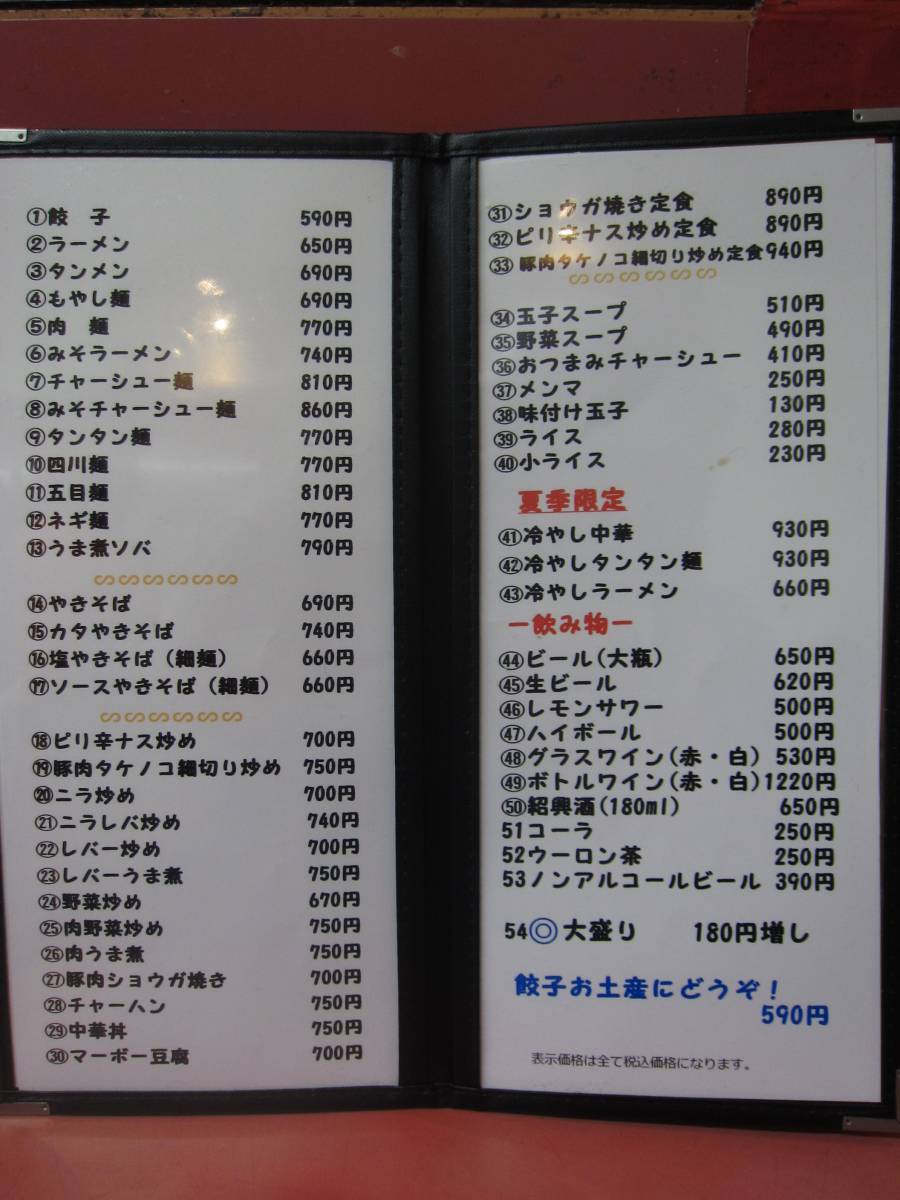 ①餃　子 590円
②ラーメン 650円
③タンメン 690円
④もやし麺 690円
⑤肉　麺 770円
⑥みそラーメン 740円
⑦チャーシュー麺 810円
⑧みそチャーシュー麺 860円
⑨タンタン麺 770円
⑩四川麺 770円
⑪五目麺 810円
⑫ネギ麺 770円
⑬うま煮ソバ 790円
⑭やきそば 690円
⑮カタやきそば 740円
⑯塩やきそば（細麺） 660円
⑰ソースやきそば（細麺） 660円
⑱ピリ辛ナス炒め 700円
⑲豚肉タケノコ細切り炒め 750円
⑳ニラ炒め 700円
㉑ニラレバ炒め 740円
㉒レバー炒め 700円
㉓レバーうま煮 750円
㉔野菜炒め 670円
㉕肉野菜炒め 750円
㉖肉うま煮 750円
㉗豚肉ショウガ焼き 700円
㉘チャーハン 750円
㉙中華丼 750円
㉚マーボー豆腐 700円
㉛ショウガ焼き定食 890円
㉜ピリ辛ナス炒め定食 890円
㉝豚肉タケノコ細切り炒め定食 940円
㉞玉子スープ 510円
㉟野菜スープ 490円
㊱おつまみチャーシュー 410円
㊲メンマ 250円
㊳味付け玉子 130円
㊴ライス 280円
㊵小ライス 230円
夏季限定
㊶冷やし中華 930円
㊷冷やしタンタン麺 930円
㊸冷やしラーメン 660円
ー飲み物ー
㊹ビール(大瓶) 650円
㊺生ビール 620円
㊻レモンサワー 500円
㊼ハイボール 500円
㊽グラスワイン(赤・白) 530円
㊾ボトルワイン(赤・白) 1220円
㊿紹興酒(180ml) 650円
51コーラ 250円
52ウーロン茶 250円
53ノンアルコールビール 390円
54◎大盛り 180円増し
餃子お土産にどうぞ！
590円
表示価格は全て税込価格になります。